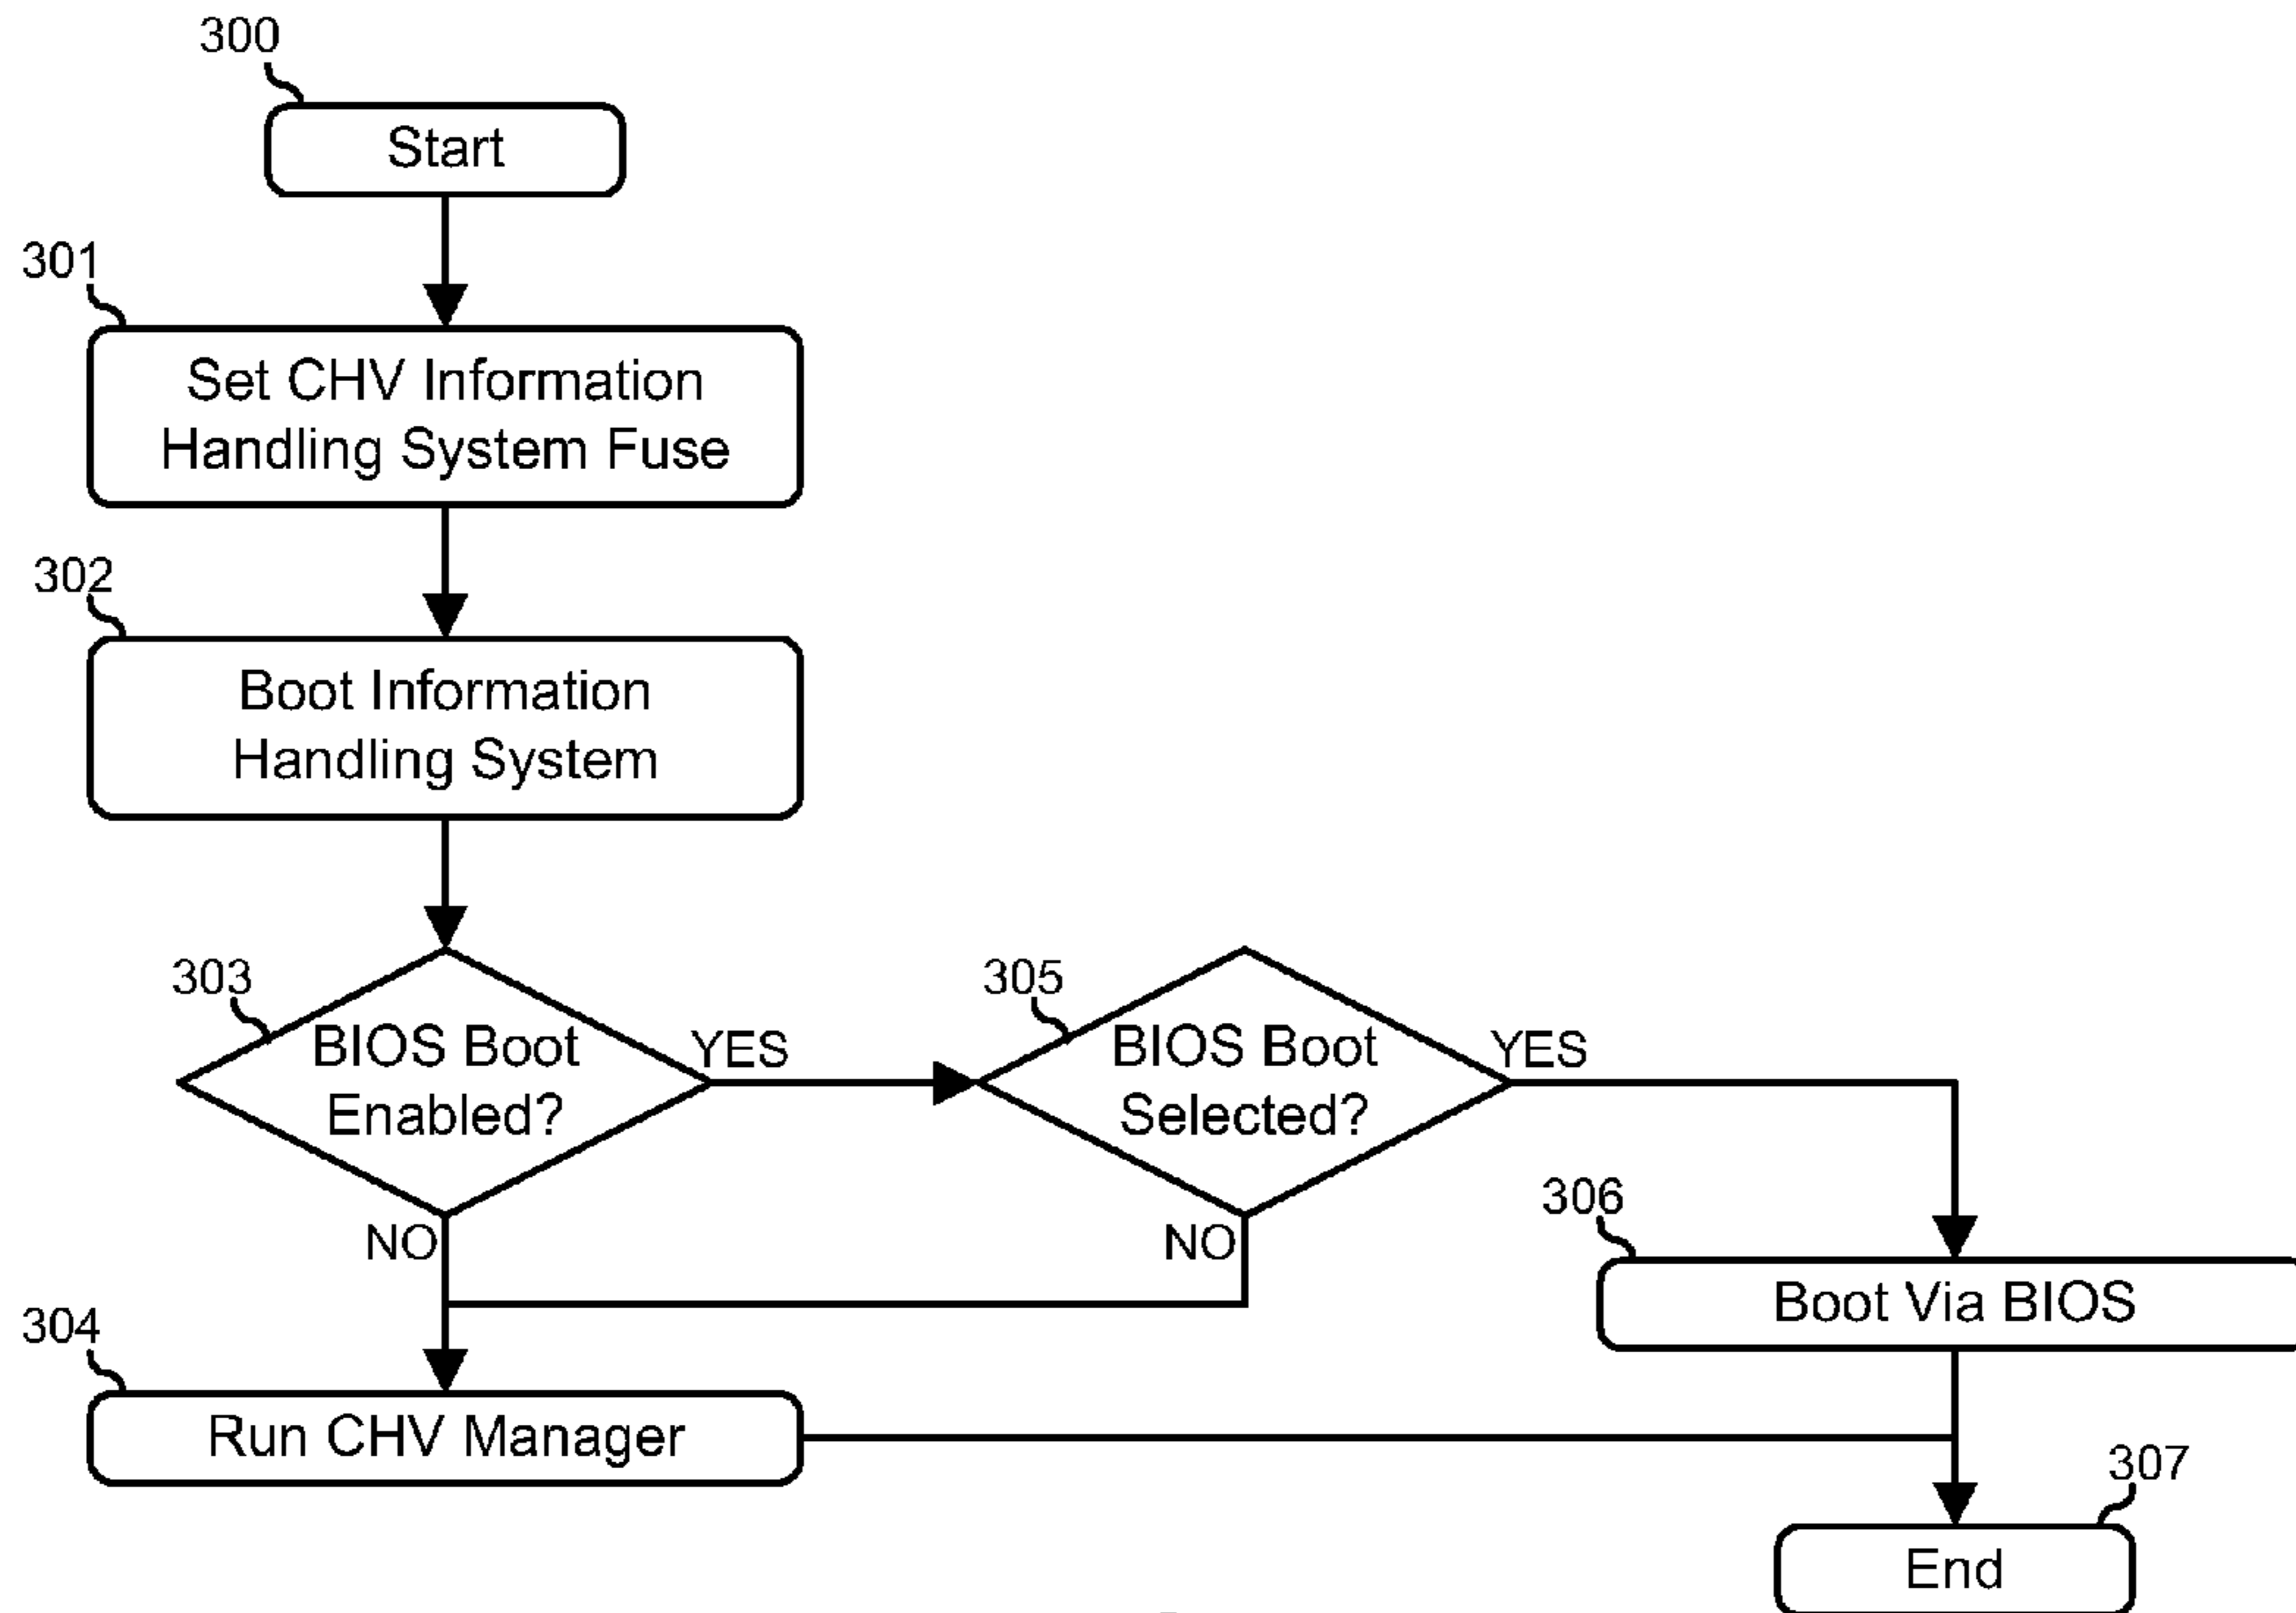 300
Start
301
Set CHV Information
Handling System Fuse
302
Boot Information
Handling System
303
BIOS Boot
Enabled?
YES
NO
305
BIOS Boot
Selected?
YES
NO
306
Boot Via BIOS
304
Run CHV Manager
307
End